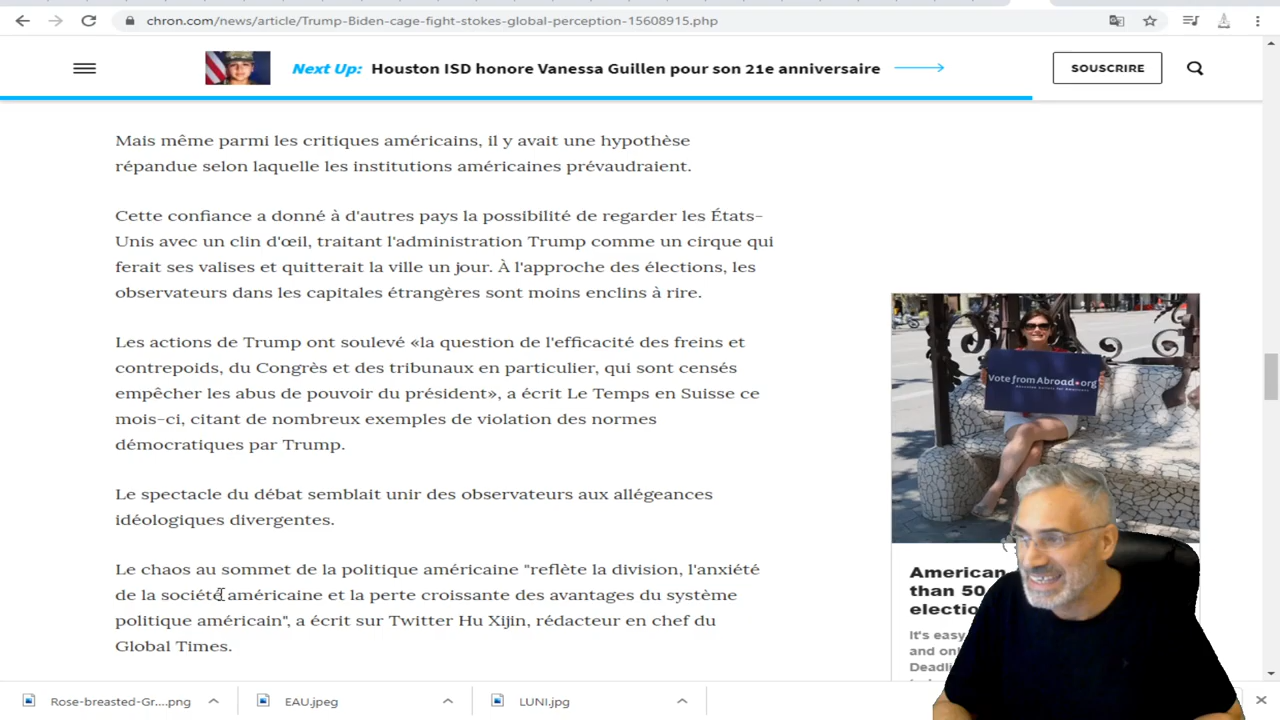 chron.com/news/article/Trump-Biden-cage-fight-stokes-global-perception-15608915.php
Next Up: Houston ISD honore Vanessa Guillen pour son 21e anniversaire
SOUSCRIRE
Mais même parmi les critiques américains, il y avait une hypothèse
répandue selon laquelle les institutions américaines prévaudraient.
Cette confiance a donné à d'autres pays la possibilité de regarder les États-
Unis avec un clin d'œil, traitant l'administration Trump comme un cirque qui
ferait ses valises et quitterait la ville un jour. À l'approche des élections, les
observateurs dans les capitales étrangères sont moins enclins à rire.
Les actions de Trump ont soulevé «la question de l'efficacité des freins et
contrepoids, du Congrès et des tribunaux en particulier, qui sont censés
empêcher les abus de pouvoir du président», a écrit Le Temps en Suisse ce
mois-ci, citant de nombreux exemples de violation des normes
démocratiques par Trump.
Le spectacle du débat semblait unir des observateurs aux allégeances
idéologiques divergentes.
Le chaos au sommet de la politique américaine "reflète la division, l'anxiété
de la société américaine et la perte croissante des avantages du système
politique américain", a écrit sur Twitter Hu Xijin, rédacteur en chef du
Global Times.
VoteFromAbroad.org
American
than 50
electio
It's easy
and onl
Deadli
Rose-breasted-Gr....png
EAU.jpeg
LUNI.jpg